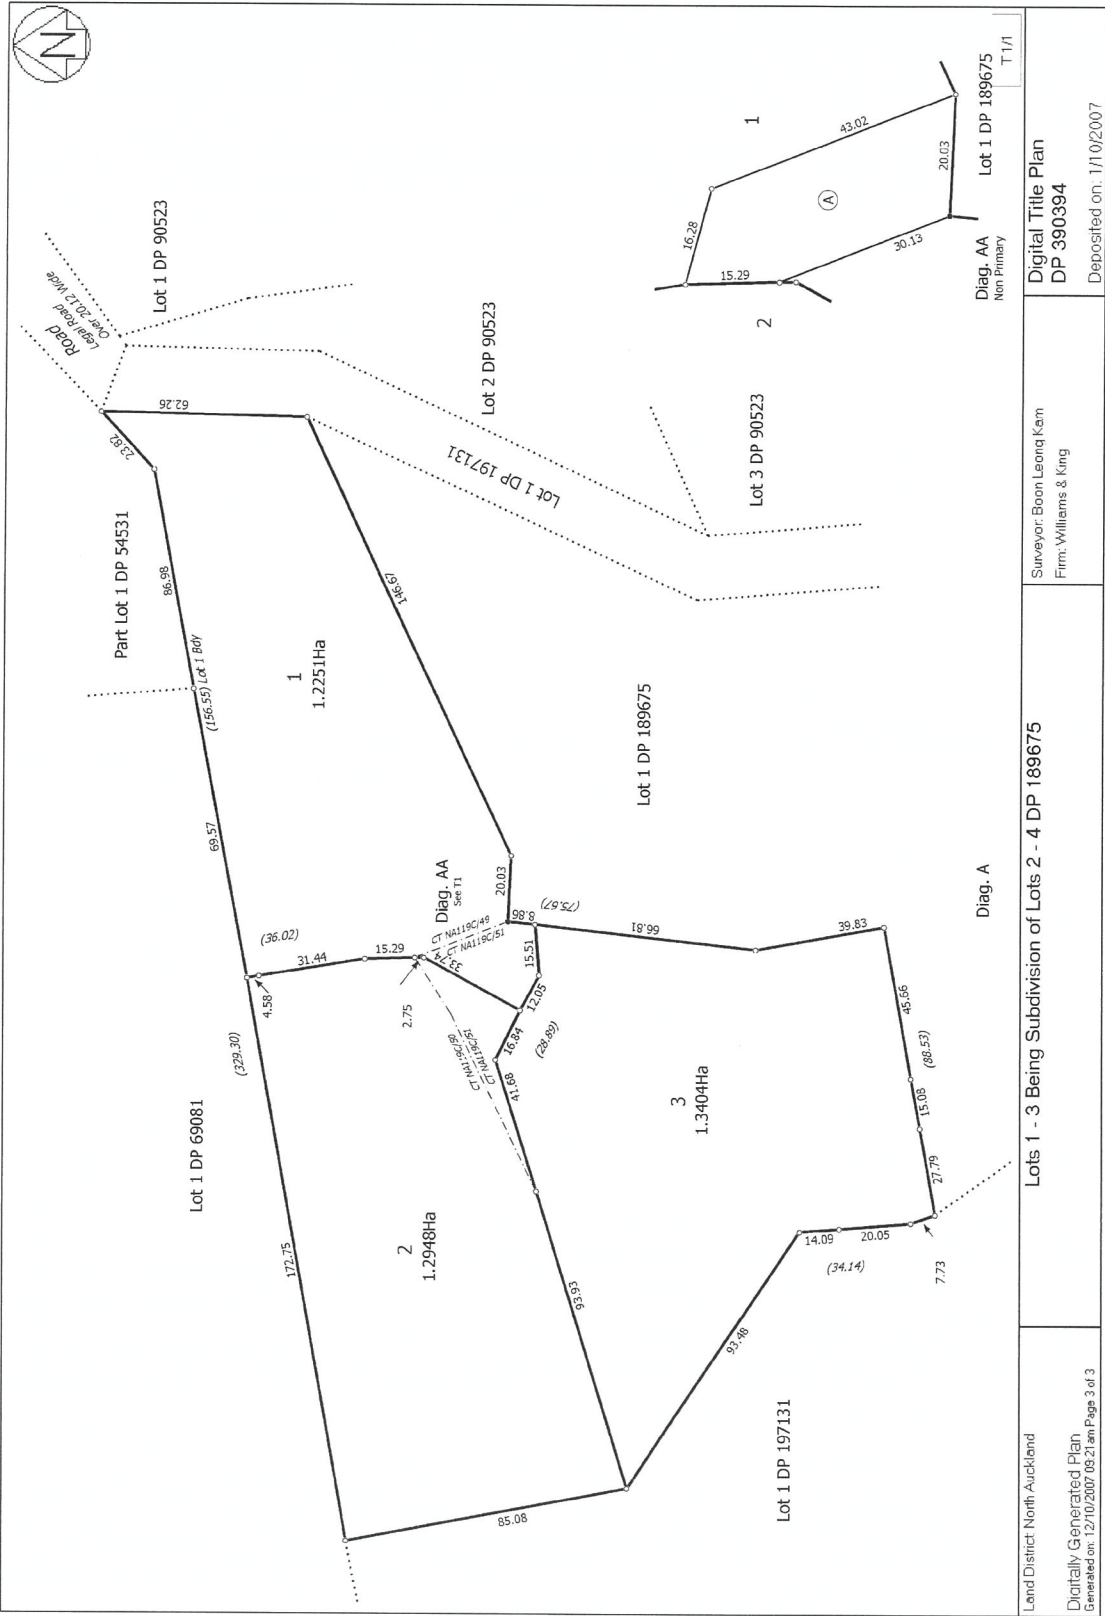 N
Road
Legal Road
Over 20.12 Wide
Lot 1 DP 90523
Part Lot 1 DP 54531
23.82
62.26
86.98
(156.55) Lot 1 Bdy
69.57
1
1.2251Ha
146.67
Lot 1 DP 197131
Lot 2 DP 90523
Lot 3 DP 90523
Lot 1 DP 69081
(329.30)
172.75
4.58
(36.02)
31.44
15.29
2.75
Diag. AA
See T1
CT NA119C/49
CT NA119C/51
33.74
20.03
8.86
(75.67)
15.51
12.05
16.84
(28.89)
CT NA119C/50
CT NA119C/51
41.68
2
1.2948Ha
93.93
85.08
66.81
39.83
45.66
(88.53)
15.08
27.79
3
1.3404Ha
14.09
20.05
(34.14)
7.73
93.48
Lot 1 DP 197131
Lot 1 DP 189675
Diag. A
1
2
16.28
15.29
43.02
A
30.13
20.03
Lot 1 DP 189675
Diag. AA
Non Primary
T 1/1
Land District: North Auckland
Digitally Generated Plan
Generated on: 12/10/2007 09:21am Page 3 of 3
Lots 1 - 3 Being Subdivision of Lots 2 - 4 DP 189675
Surveyor: Boon Leong Kam
Firm: Williams & King
Digital Title Plan
DP 390394
Deposited on: 1/10/2007